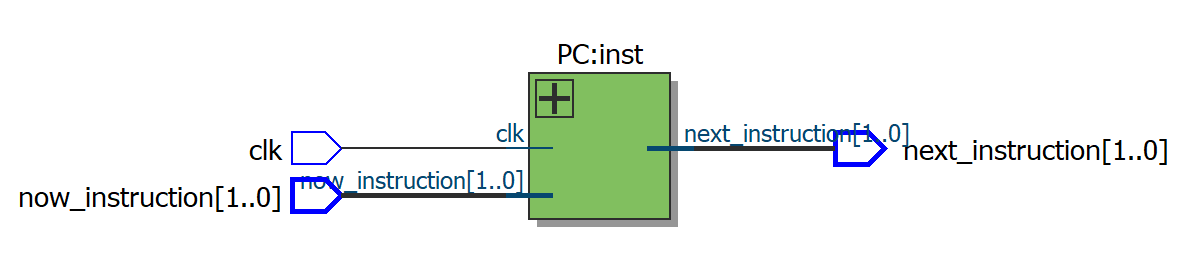 PC:inst
clk
clk
next_instruction[1..0]
next_instruction[1..0]
now_instruction[1..0]
now_instruction[1..0]